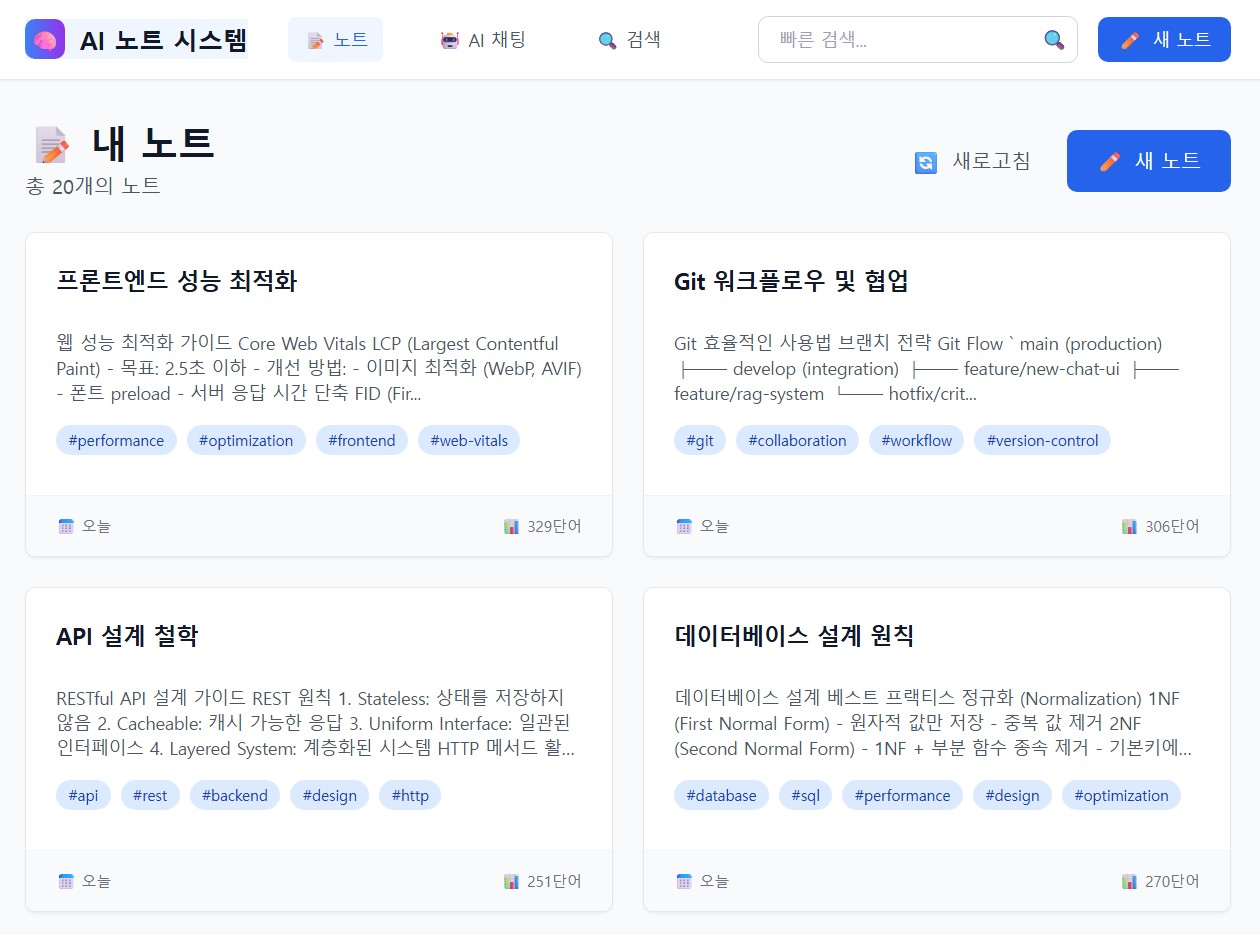 AI 노트 시스템
노트
AI 채팅
검색
빠른 검색...
새 노트
내 노트
총 20개의 노트
새로고침
새 노트
프론트엔드 성능 최적화
웹 성능 최적화 가이드 Core Web Vitals LCP (Largest Contentful
Paint) - 목표: 2.5초 이하 - 개선 방법: - 이미지 최적화 (WebP, AVIF)
- 폰트 preload - 서버 응답 시간 단축 FID (Fir...
#performance #optimization #frontend #web-vitals
오늘
329단어
Git 워크플로우 및 협업
Git 효율적인 사용법 브랜치 전략 Git Flow ` main (production)
├── develop (integration) ├── feature/new-chat-ui ├──
feature/rag-system └── hotfix/crit...
#git #collaboration #workflow #version-control
오늘
306단어
API 설계 철학
RESTful API 설계 가이드 REST 원칙 1. Stateless: 상태를 저장하지
않음 2. Cacheable: 캐시 가능한 응답 3. Uniform Interface: 일관된
인터페이스 4. Layered System: 계층화된 시스템 HTTP 메서드 활...
#api #rest #backend #design #http
오늘
251단어
데이터베이스 설계 원칙
데이터베이스 설계 베스트 프랙티스 정규화 (Normalization) 1NF
(First Normal Form) - 원자적 값만 저장 - 중복 값 제거 2NF
(Second Normal Form) - 1NF + 부분 함수 종속 제거 - 기본키에...
#database #sql #performance #design #optimization
오늘
270단어